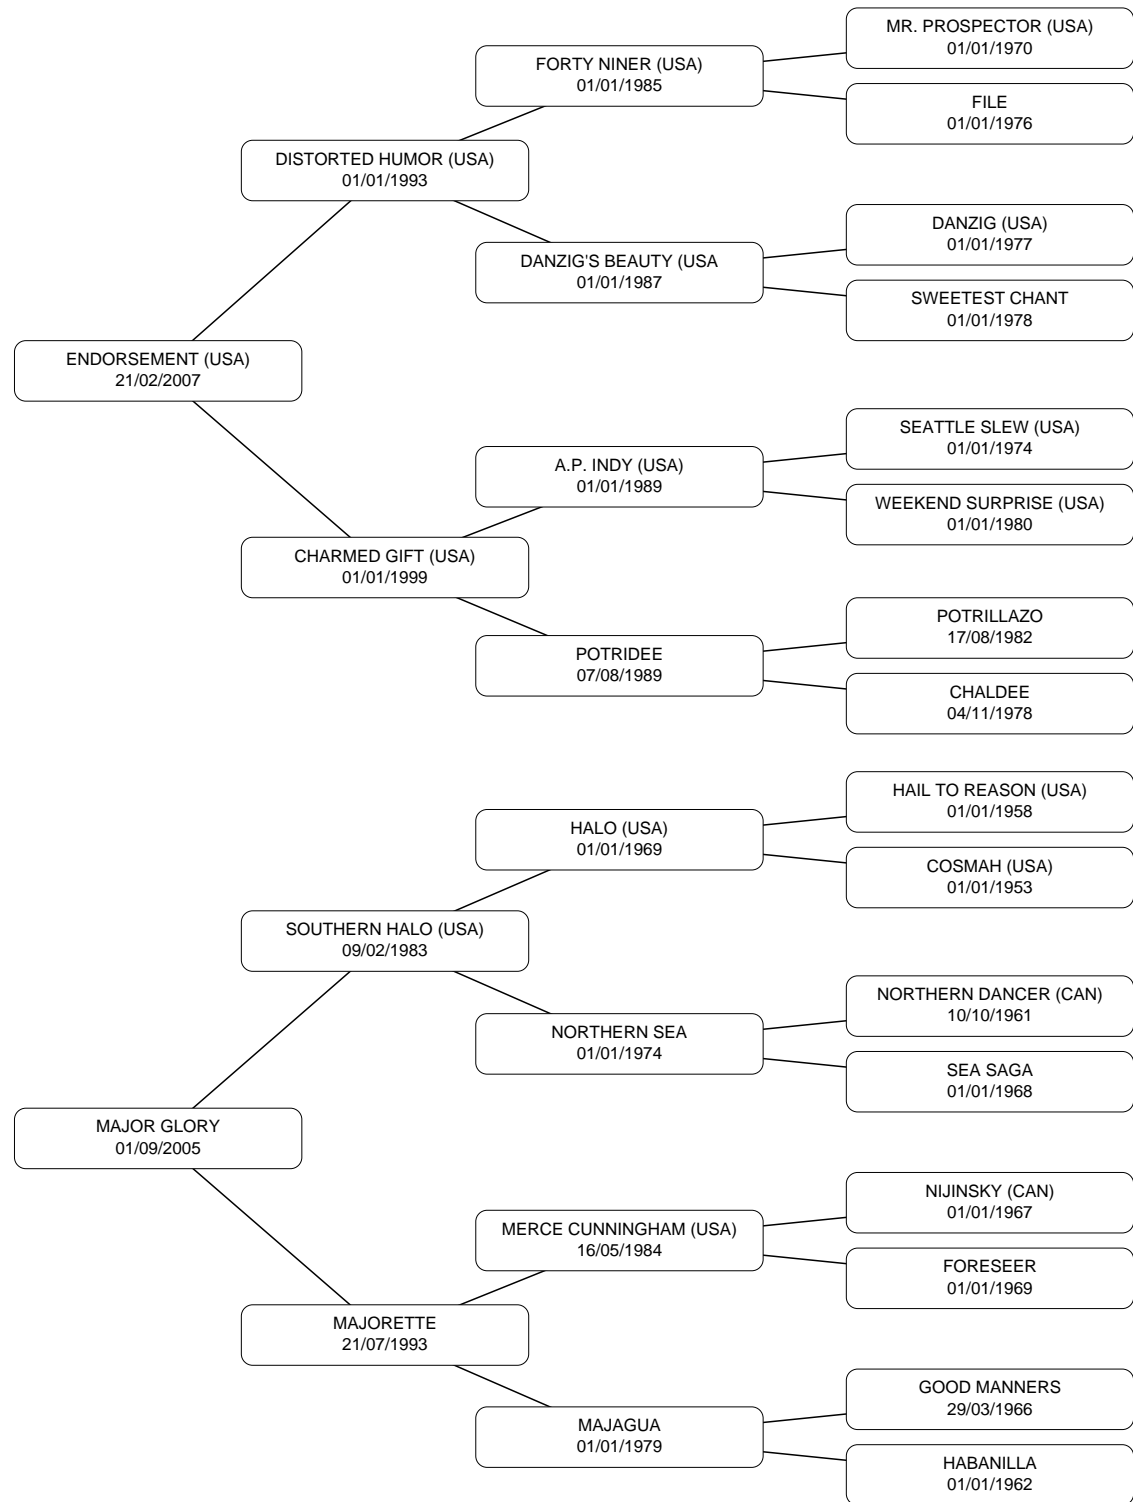 MR. PROSPECTOR (USA)
01/01/1970
FORTY NINER (USA)
01/01/1985
FILE
01/01/1976
DISTORTED HUMOR (USA)
01/01/1993
DANZIG (USA)
01/01/1977
DANZIG'S BEAUTY (USA
01/01/1987
SWEETEST CHANT
01/01/1978
ENDORSEMENT (USA)
21/02/2007
SEATTLE SLEW (USA)
01/01/1974
A.P. INDY (USA)
01/01/1989
WEEKEND SURPRISE (USA)
01/01/1980
CHARMED GIFT (USA)
01/01/1999
POTRILLAZO
17/08/1982
POTRIDEE
07/08/1989
CHALDEE
04/11/1978
HAIL TO REASON (USA)
01/01/1958
HALO (USA)
01/01/1969
COSMAH (USA)
01/01/1953
SOUTHERN HALO (USA)
09/02/1983
NORTHERN DANCER (CAN)
10/10/1961
NORTHERN SEA
01/01/1974
SEA SAGA
01/01/1968
MAJOR GLORY
01/09/2005
NIJINSKY (CAN)
01/01/1967
MERCE CUNNINGHAM (USA)
16/05/1984
FORESEER
01/01/1969
MAJORETTE
21/07/1993
GOOD MANNERS
29/03/1966
MAJAGUA
01/01/1979
HABANILLA
01/01/1962